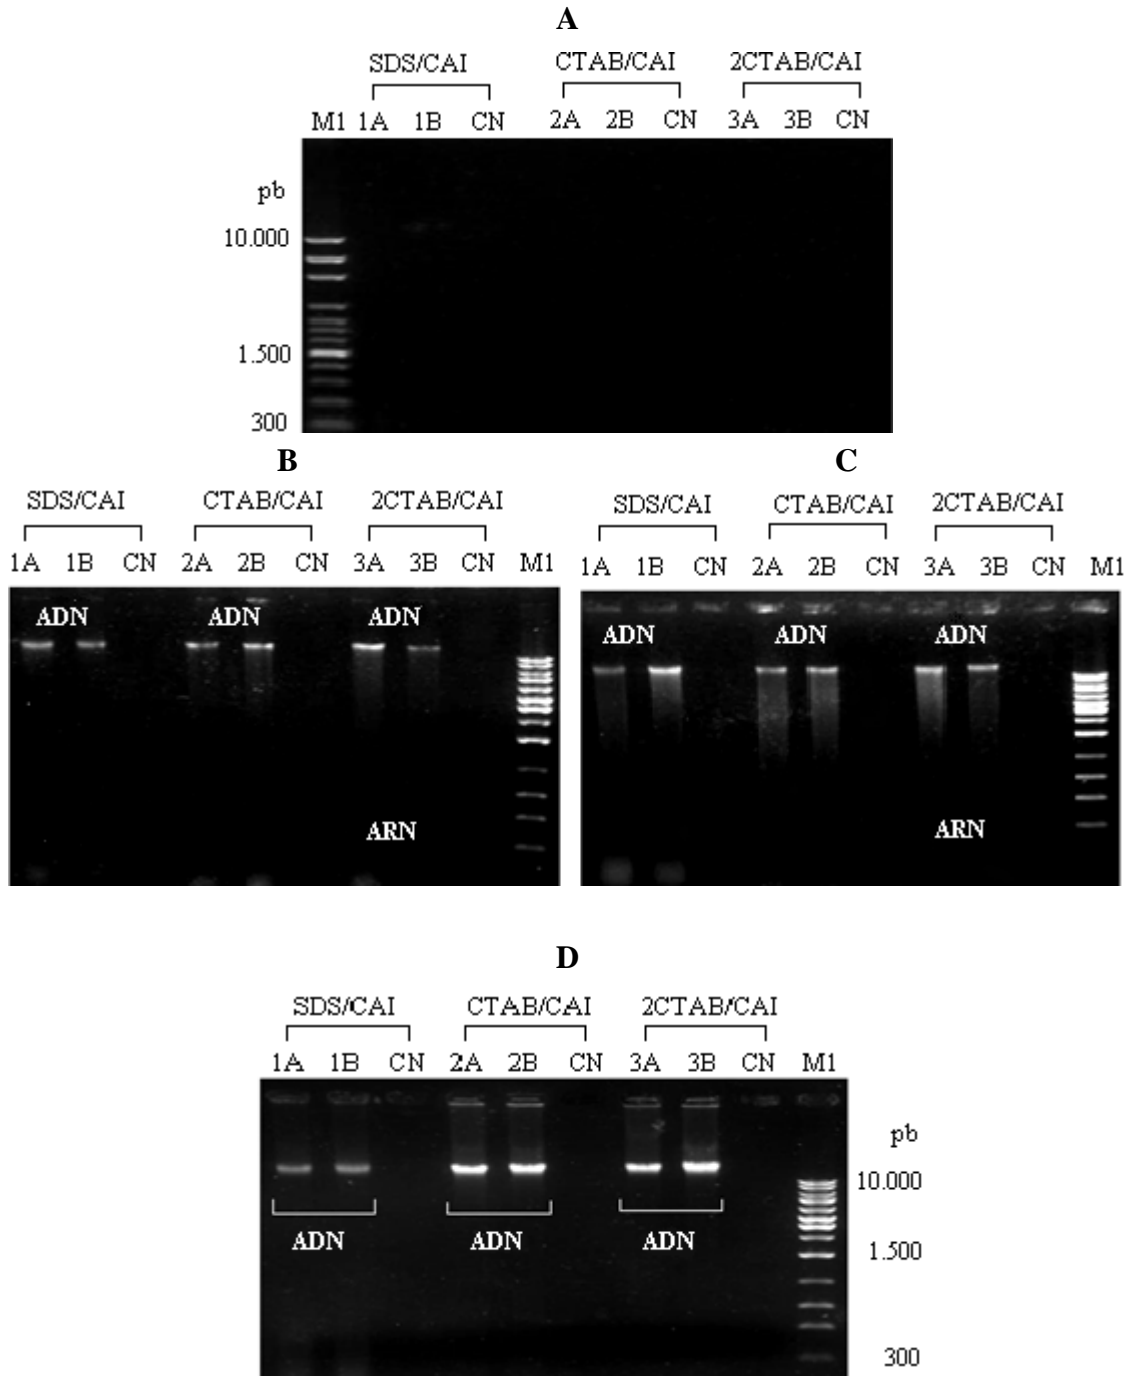 A
SDS/CAI CTAB/CAI 2CTAB/CAI
M1 1A 1B CN 2A 2B CN 3A 3B CN
pb
10.000
1.500
300
B
SDS/CAI CTAB/CAI 2CTAB/CAI
1A 1B CN 2A 2B CN 3A 3B CN M1
ADN ADN ADN
ARN
C
SDS/CAI CTAB/CAI 2CTAB/CAI
1A 1B CN 2A 2B CN 3A 3B CN M1
ADN ADN ADN
ARN
D
SDS/CAI CTAB/CAI 2CTAB/CAI
1A 1B CN 2A 2B CN 3A 3B CN M1
pb
10.000
ADN ADN ADN
1.500
300